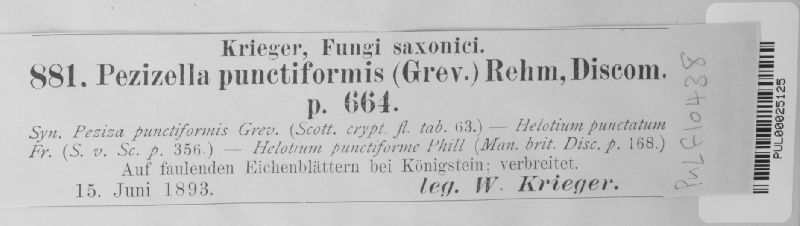 Krieger, Fungi saxonici.
881. Pezizella punctiformis (Grev.) Rehm, Discom.
p. 664.
Syn. Peziza punctiformis Grev. (Scott. crypt. fl. tab. 63.) — Helotium punctatum
Fr. (S. v. Sc. p. 356.) — Helotium punctiforme Phill (Man. brit. Disc. p. 168.)
Auf faulenden Eichenblättern bei Königstein; verbreitet.
15. Juni 1893. leg. W. Krieger.
PULF10438
PUL00025125